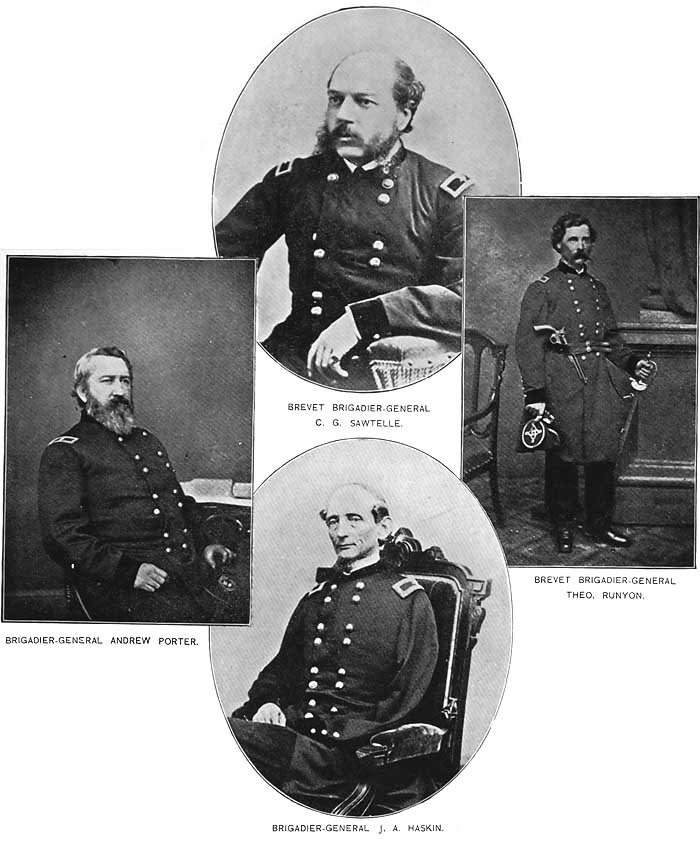 BREVET BRIGADIER-GENERAL
C. G. SAWTELLE.
BREVET BRIGADIER-GENERAL
THEO. RUNYON.
BRIGADIER-GENERAL ANDREW PORTER.
BRIGADIER-GENERAL J. A. HASKIN.